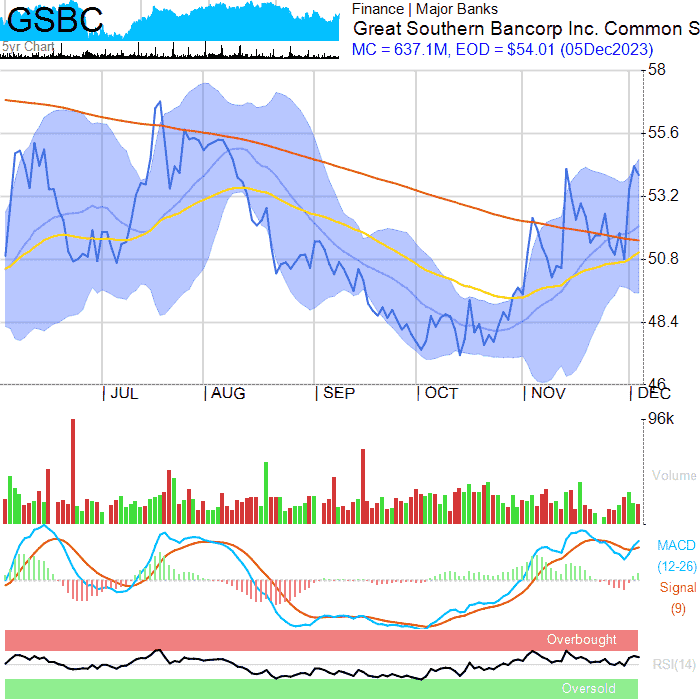 GSBC
5yr Chart
Finance | Major Banks
Great Southern Bancorp Inc. Common S
MC = 637.1M, EOD = $54.01 (05Dec2023)
58
55.6
53.2
50.8
48.4
46
JUL AUG SEP OCT NOV DEC
96k
Volume
MACD
(12-26)
Signal
(9)
Overbought
RSI(14)
Oversold